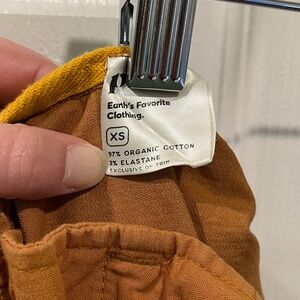 Earth's Favorite
Clothing.
XS
97% ORGANIC COTTON
3% ELASTANE
EXCLUSIVE OF TRIM